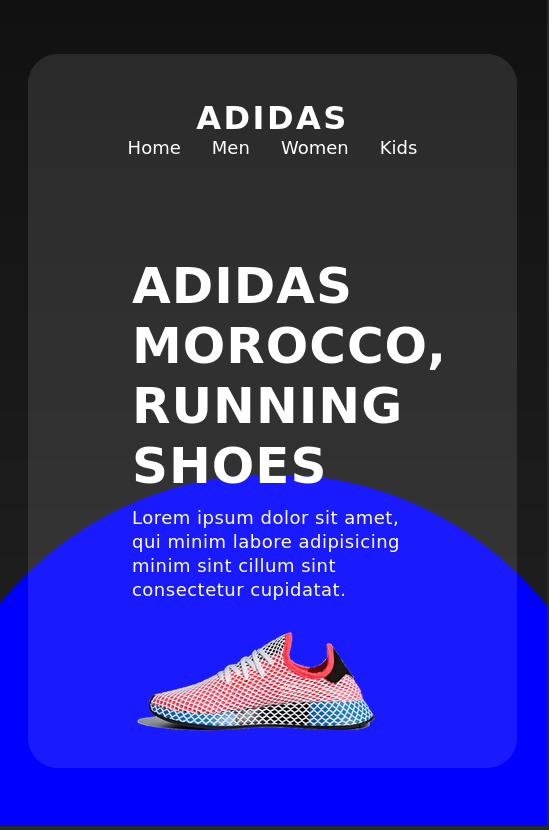 ADIDAS
Home Men Women Kids
ADIDAS
MOROCCO,
RUNNING
SHOES
Lorem ipsum dolor sit amet,
qui minim labore adipisicing
minim sint cillum sint
consectetur cupidatat.